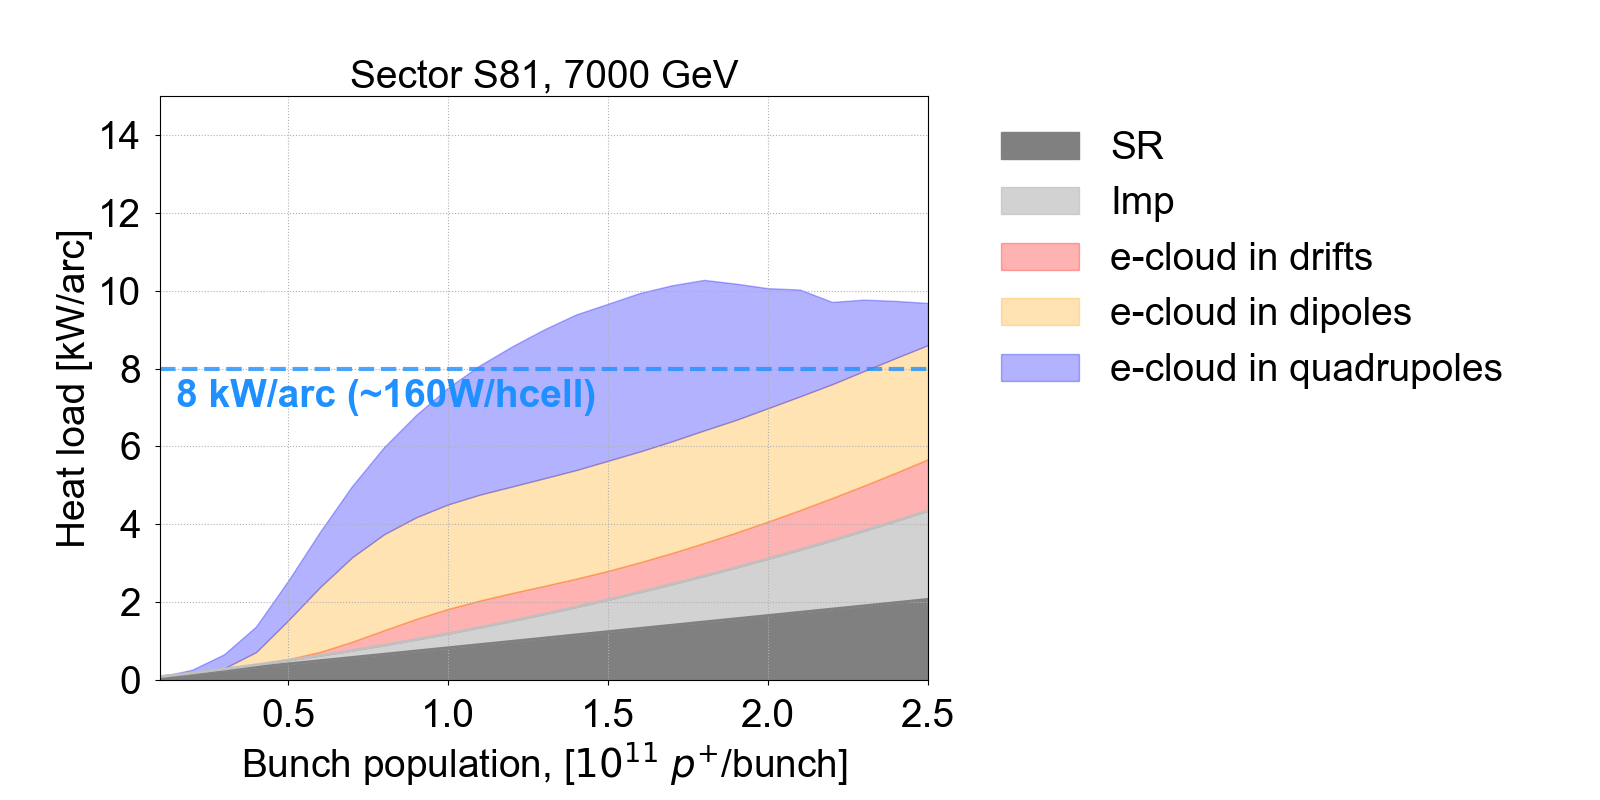 Sector S81, 7000 GeV
Heat load [kW/arc]
14
12
10
8
6
4
2
0
8 kW/arc (~160W/hcell)
0.5 1.0 1.5 2.0 2.5
Bunch population, [10¹¹ p⁺/bunch]
SR
Imp
e-cloud in drifts
e-cloud in dipoles
e-cloud in quadrupoles